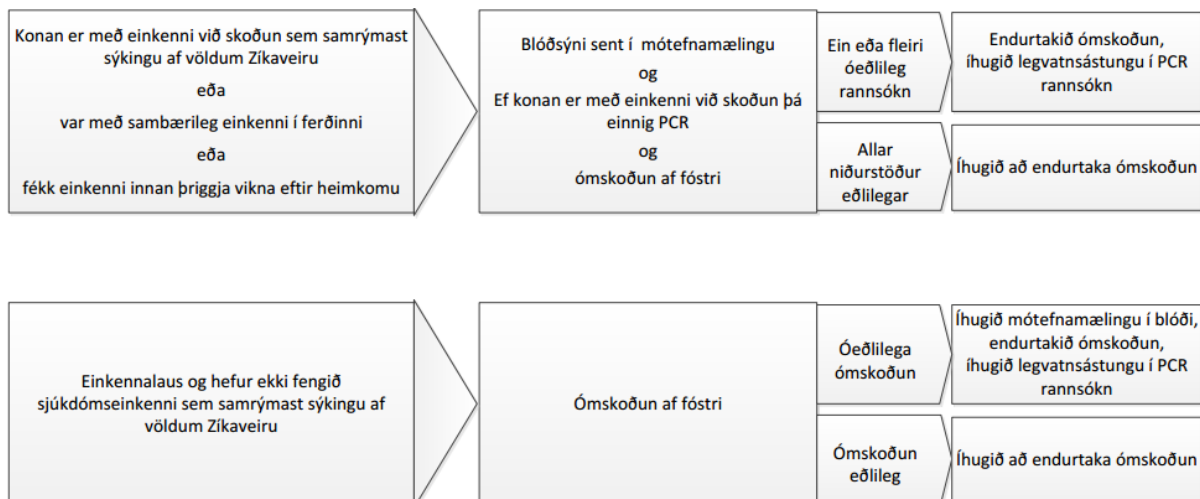 Konan er með einkenni við skoðun sem samrýmast
sýkingu af völdum Zíkaveiru
eða
var með sambærileg einkenni í ferðinni
eða
fékk einkenni innan þriggja vikna eftir heimkomu
Blóðsýni sent í mótefnamælingu
og
Ef konan er með einkenni við skoðun þá
einnig PCR
og
ómskoðun af fóstri
Ein eða fleiri
óeðlileg
rannsókn
Endurtakið ómskoðun,
íhugið legvatnsástungu í PCR
rannsókn
Allar
niðurstöður
eðlilegar
Íhugið að endurtaka ómskoðun
Einkennalaus og hefur ekki fengið
sjúkdómseinkenni sem samrýmast sýkingu af
völdum Zíkaveiru
Ómskoðun af fóstri
Óeðlilega
ómskoðun
Íhugið mótefnamælingu í blóði,
endurtakið ómskoðun,
íhugið legvatnsástungu í PCR
rannsókn
Ómskoðun
eðlileg
Íhugið að endurtaka ómskoðun